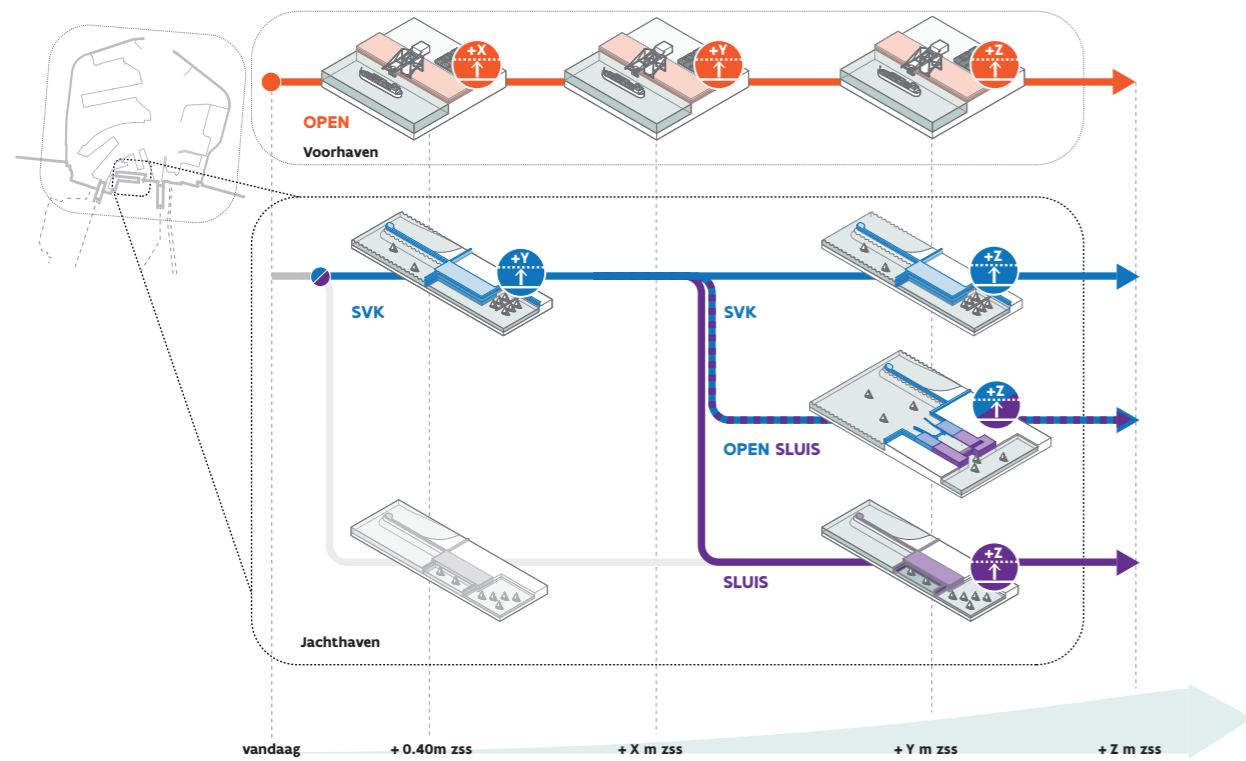 +X
+Y
+Z
OPEN
Voorhaven
+Y
+Z
SVK
SVK
+Z
OPEN SLUIS
+Z
SLUIS
Jachthaven
vandaag
+ 0.40m zss
+ X m zss
+ Y m zss
+ Z m zss